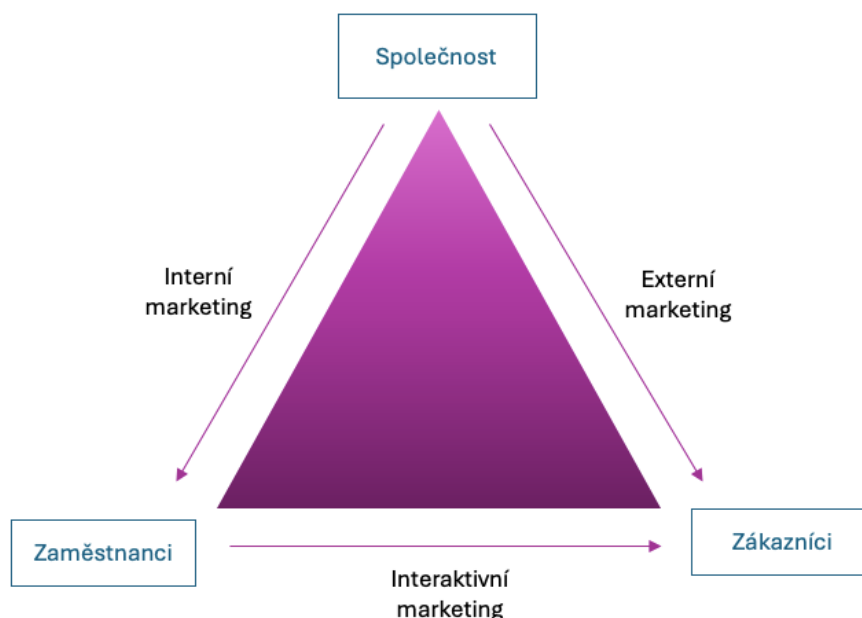 Společnost
Interní
marketing
Externí
marketing
Zaměstnanci
Zákazníci
Interaktivní
marketing